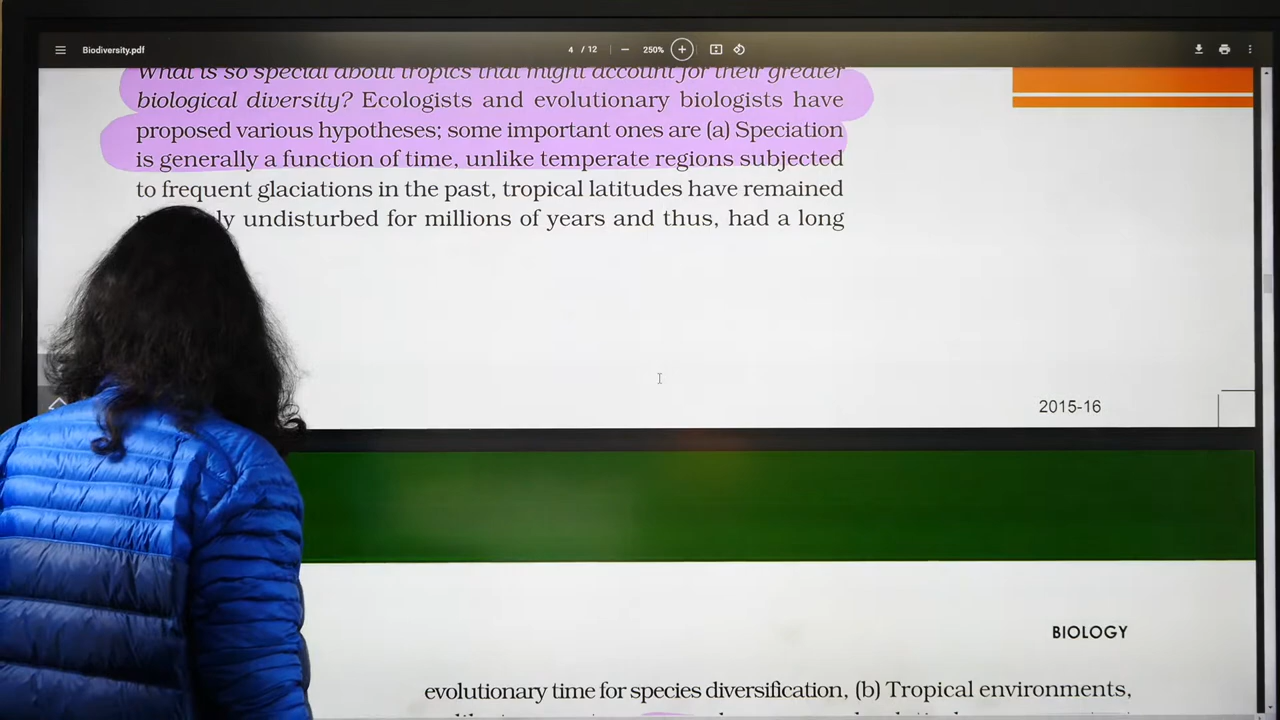 Biodiversity.pdf
4 / 12
250%
What is so special about tropics that might account for their greater
biological diversity? Ecologists and evolutionary biologists have
proposed various hypotheses; some important ones are (a) Speciation
is generally a function of time, unlike temperate regions subjected
to frequent glaciations in the past, tropical latitudes have remained
undisturbed for millions of years and thus, had a long
2015-16
BIOLOGY
evolutionary time for species diversification, (b) Tropical environments,